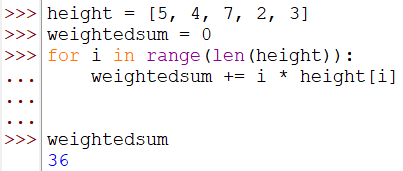 >>> height = [5, 4, 7, 2, 3]
>>> weightedsum = 0
>>> for i in range(len(height)):
...     weightedsum += i * height[i]
...
...
>>> weightedsum
36